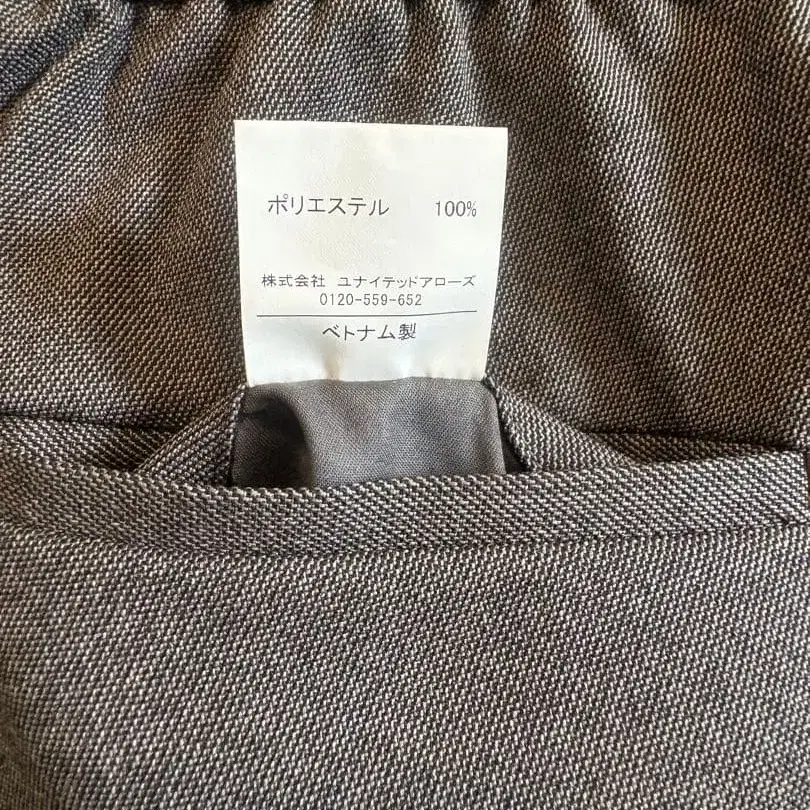 ポリエステル 100%
株式会社 ユナイテッドアローズ
0120-559-652
ベトナム製